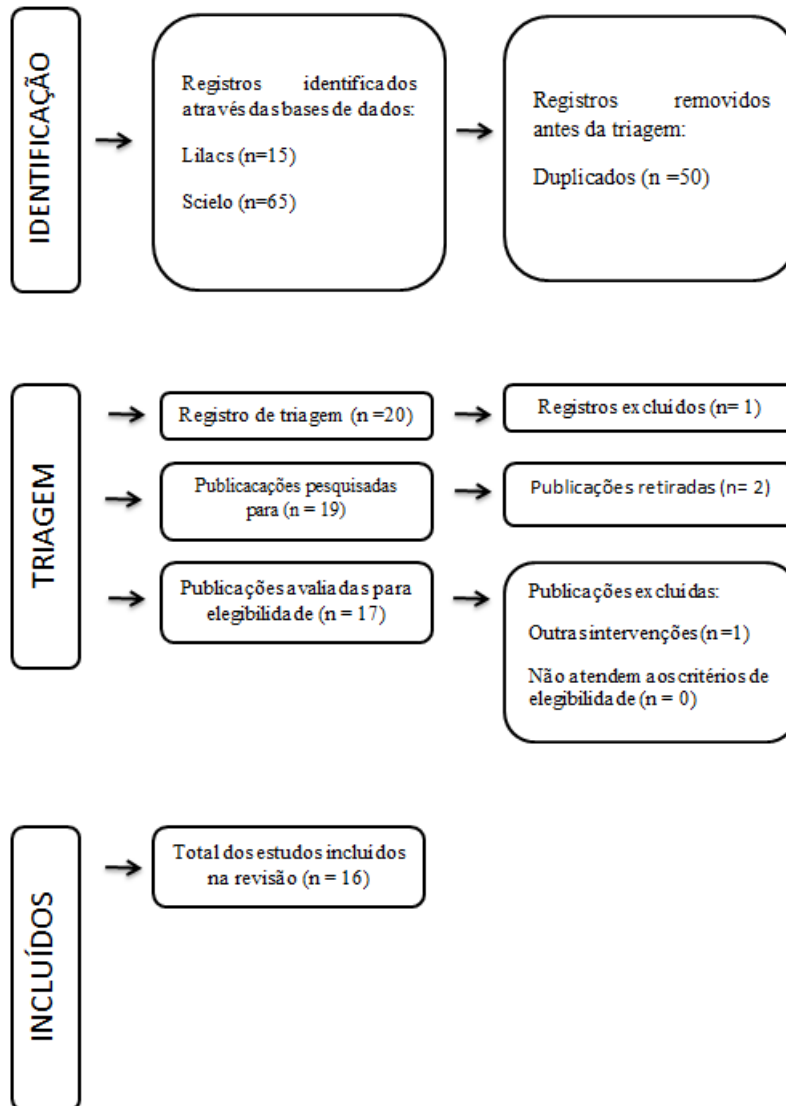 IDENTIFICAÇÃO
Registros identificados
através das bases de dados:
Lilacs (n=15)
Scielo (n=65)
Registros removidos
antes da triagem:
Duplicados (n =50)
TRIAGEM
Registro de triagem (n =20)
Registros excluídos (n= 1)
Publicacações pesquisadas
para (n = 19)
Publicações retiradas (n= 2)
Publicações avaliadas para
elegibilidade (n = 17)
Publicações excluídas:
Outras intervenções (n=1)
Não atendem aos critérios de
elegibilidade (n = 0)
INCLUÍDOS
Total dos estudos incluídos
na revisão (n = 16)